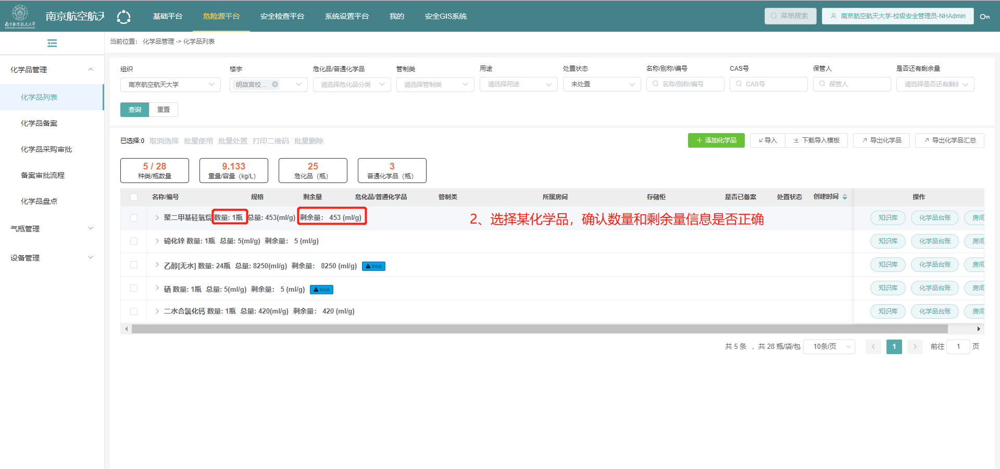 南京航空航天大学
南京航空航天
基础平台
危险源平台
安全检查平台
系统设置平台
我的
安全GIS系统
菜单搜索
南京航空航天大学-校级安全管理员-NHAdmin
当前位置： 化学品管理 -> 化学品列表
化学品管理
化学品列表
化学品备案
化学品采购审批
备案审批流程
化学品盘点
气瓶管理
设备管理
组织
楼宇
危化品/普通化学品
管制类
用途
处置状态
名称/别称/编号
CAS号
保管人
是否还有剩余量
南京航空航天大学
明故宫校...
请选择危化品分类
请选择管制类
请选择用途
未处置
名称/别称/编号
CAS号
保管人
请选择是否还有剩余
查询
重置
已选择:0 取消选择 批量使用 批量处置 打印二维码 批量删除
添加化学品
导入
下载导入模板
导出化学品
导出化学品汇总
5 / 28
种类/瓶数量
9.133
重量/容量（kg/L）
25
危化品（瓶）
3
普通化学品（瓶）
名称/编号
规格
剩余量
危化品/普通化学品
管制类
所属房间
存储柜
是否已备案
处置状态
创建时间
操作
聚二甲基硅氧烷 数量: 1瓶 总量: 453(ml/g) 剩余量： 453 (ml/g)
2、选择某化学品，确认数量和剩余量信息是否正确
知识库 化学品台账 房间
碲化锌 数量: 1瓶 总量: 5(ml/g) 剩余量： 5 (ml/g)
知识库 化学品台账 房间
乙醇[无水] 数量: 24瓶 总量: 8250(ml/g) 剩余量： 8250 (ml/g) 危化品
知识库 化学品台账 房间
硒 数量: 1瓶 总量: 5(ml/g) 剩余量： 5 (ml/g) 危化品
知识库 化学品台账 房间
二水合氯化钙 数量: 1瓶 总量: 420(ml/g) 剩余量： 420 (ml/g)
知识库 化学品台账 房间
共 5 条 ，共 28 瓶/袋/包
10条/页
1
前往 1 页